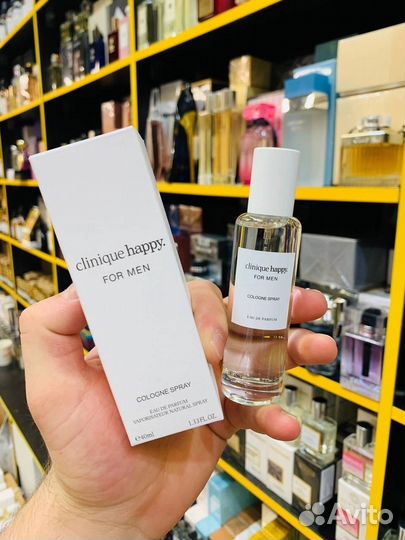 clinique happy.
FOR MEN
COLOGNE SPRAY
EAU DE PARFUM
VAPORISATEUR NATURAL SPRAY
℮40ml
1.33FL.OZ.
clinique happy.
FOR MEN
COLOGNE SPRAY
EAU DE PARFUM
Avito